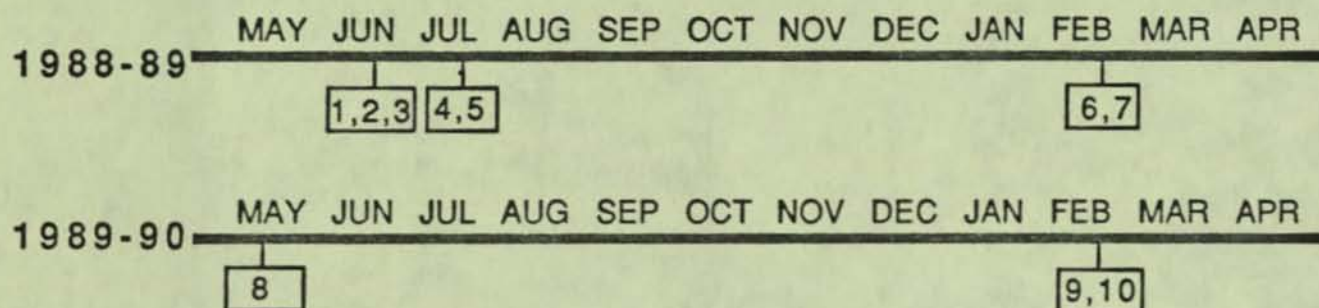 MAY JUN JUL AUG SEP OCT NOV DEC JAN FEB MAR APR
1988-89
1,2,3 4,5 6,7
MAY JUN JUL AUG SEP OCT NOV DEC JAN FEB MAR APR
1989-90
8 9,10